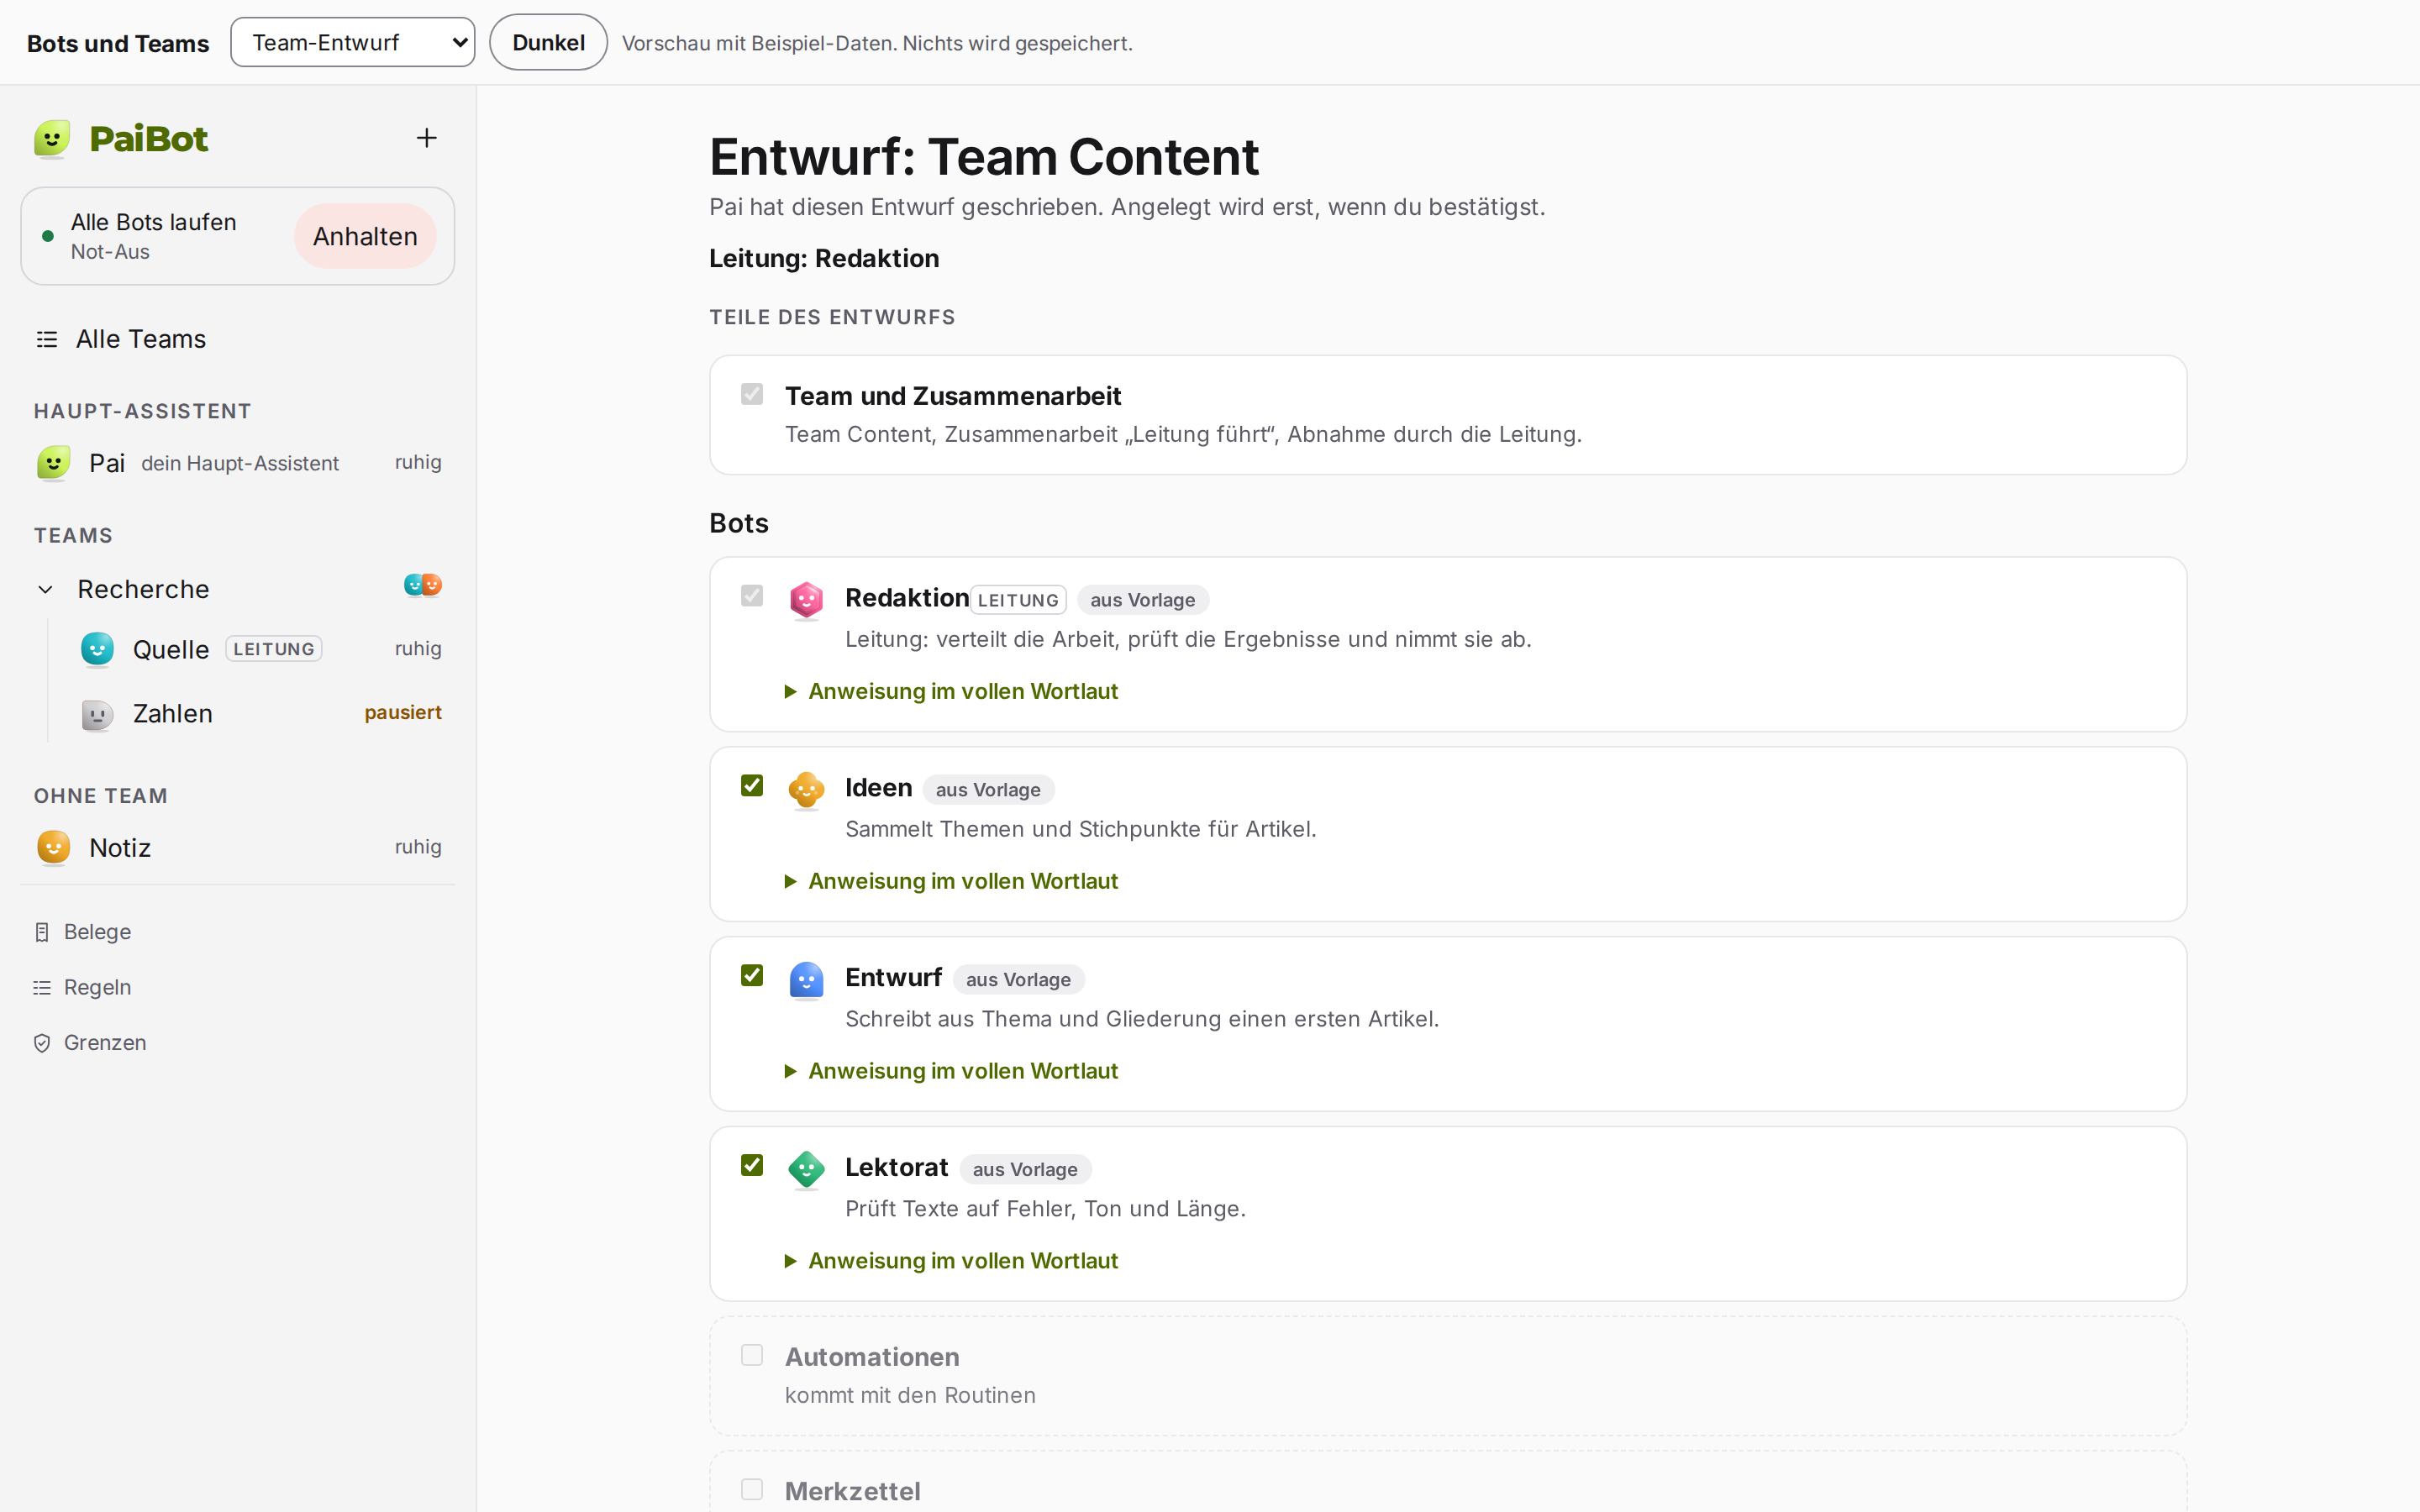 Bots und Teams Team-Entwurf Dunkel Vorschau mit Beispiel-Daten. Nichts wird gespeichert.
PaiBot
Alle Bots laufen
Not-Aus
Anhalten
Alle Teams
HAUPT-ASSISTENT
Pai dein Haupt-Assistent ruhig
TEAMS
Recherche
Quelle LEITUNG ruhig
Zahlen pausiert
OHNE TEAM
Notiz ruhig
Belege
Regeln
Grenzen
Entwurf: Team Content
Pai hat diesen Entwurf geschrieben. Angelegt wird erst, wenn du bestätigst.
Leitung: Redaktion
TEILE DES ENTWURFS
Team und Zusammenarbeit
Team Content, Zusammenarbeit „Leitung führt“, Abnahme durch die Leitung.
Bots
Redaktion LEITUNG aus Vorlage
Leitung: verteilt die Arbeit, prüft die Ergebnisse und nimmt sie ab.
Anweisung im vollen Wortlaut
Ideen aus Vorlage
Sammelt Themen und Stichpunkte für Artikel.
Anweisung im vollen Wortlaut
Entwurf aus Vorlage
Schreibt aus Thema und Gliederung einen ersten Artikel.
Anweisung im vollen Wortlaut
Lektorat aus Vorlage
Prüft Texte auf Fehler, Ton und Länge.
Anweisung im vollen Wortlaut
Automationen
kommt mit den Routinen
Merkzettel